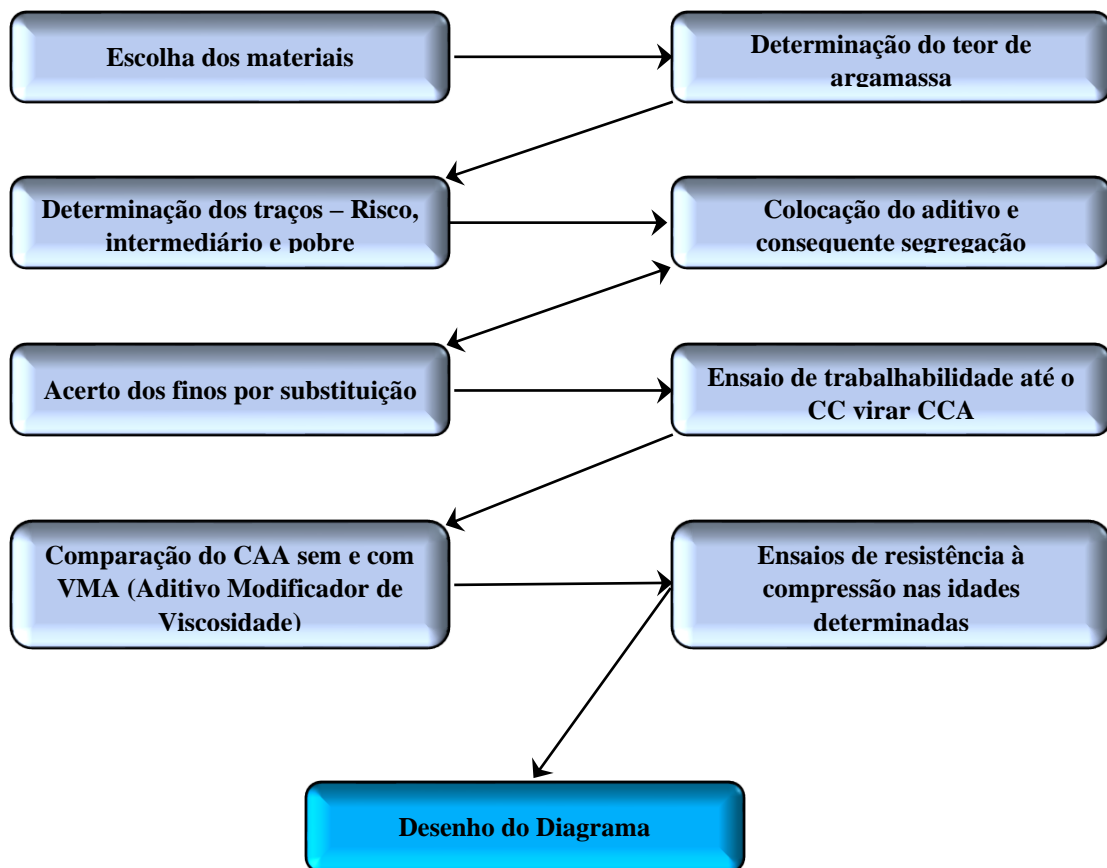 Escolha dos materiais
Determinação do teor de
argamassa
Determinação dos traços – Risco,
intermediário e pobre
Colocação do aditivo e
consequente segregação
Acerto dos finos por substituição
Ensaio de trabalhabilidade até o
CC virar CCA
Comparação do CAA sem e com
VMA (Aditivo Modificador de
Viscosidade)
Ensaios de resistência à
compressão nas idades
determinadas
Desenho do Diagrama